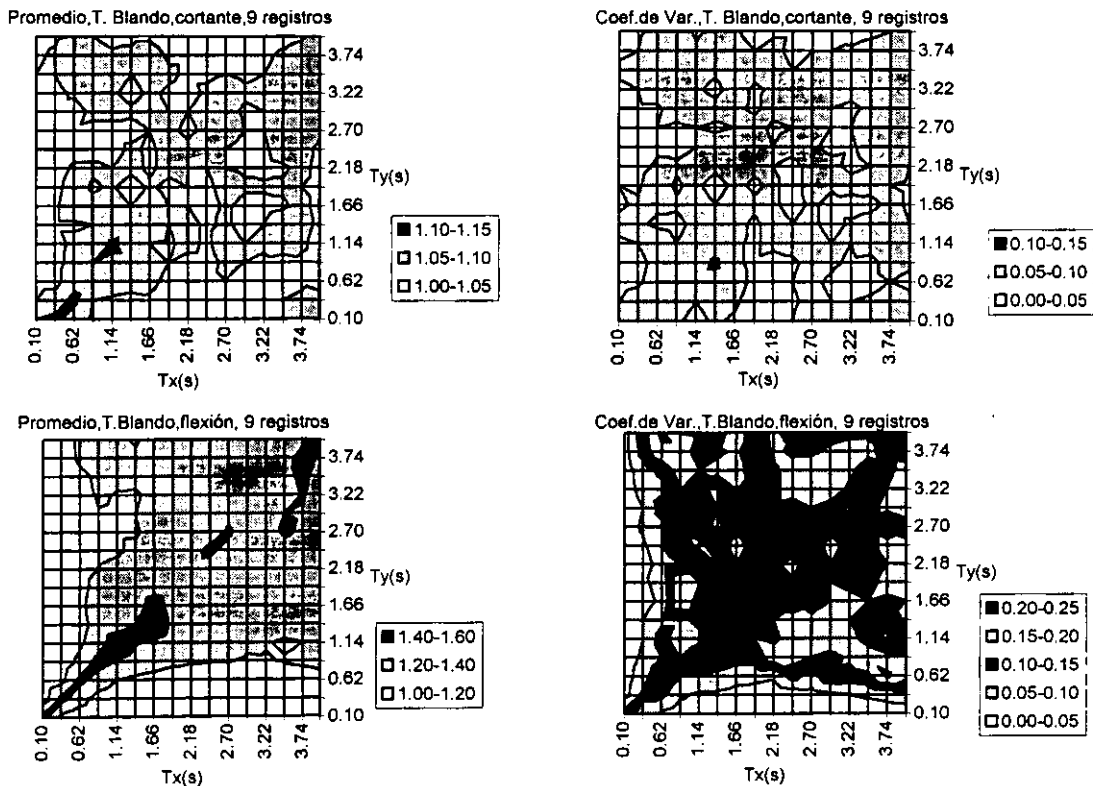 Promedio,T. Blando,cortante,9 registros
3.74
3.22
2.70
2.18
1.66
1.14
0.62
0.10
Ty(s)
0.10 0.62 1.14 1.66 2.18 2.70 3.22 3.74
Tx(s)
1.10-1.15
1.05-1.10
1.00-1.05
Coef.de Var.,T. Blando,cortante, 9 registros
3.74
3.22
2.70
2.18
1.66
1.14
0.62
0.10
Ty(s)
0.10 0.62 1.14 1.66 2.18 2.70 3.22 3.74
Tx(s)
0.10-0.15
0.05-0.10
0.00-0.05
Promedio,T.Blando,flexión, 9 registros
3.74
3.22
2.70
2.18
1.66
1.14
0.62
0.10
Ty(s)
0.10 0.62 1.14 1.66 2.18 2.70 3.22 3.74
Tx(s)
1.40-1.60
1.20-1.40
1.00-1.20
Coef.de Var.,T.Blando,flexión, 9 registros
3.74
3.22
2.70
2.18
1.66
1.14
0.62
0.10
Ty(s)
0.10 0.62 1.14 1.66 2.18 2.70 3.22 3.74
Tx(s)
0.20-0.25
0.15-0.20
0.10-0.15
0.05-0.10
0.00-0.05